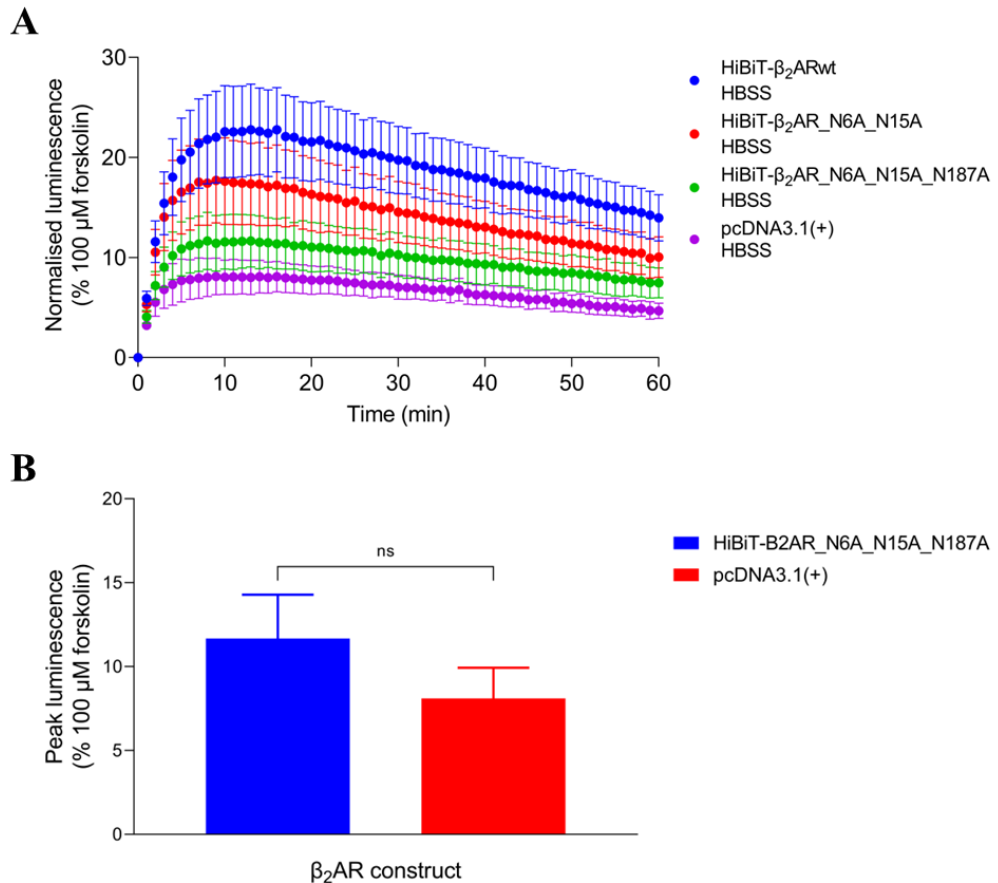 A
30
20
10
0
Normalised luminescence
(% 100 µM forskolin)
0 10 20 30 40 50 60
Time (min)
HiBiT-β₂ARwt
HBSS
HiBiT-β₂AR_N6A_N15A
HBSS
HiBiT-β₂AR_N6A_N15A_N187A
HBSS
pcDNA3.1(+)
HBSS
B
20
15
10
5
0
Peak luminescence
(% 100 µM forskolin)
ns
β₂AR construct
HiBiT-B2AR_N6A_N15A_N187A
pcDNA3.1(+)